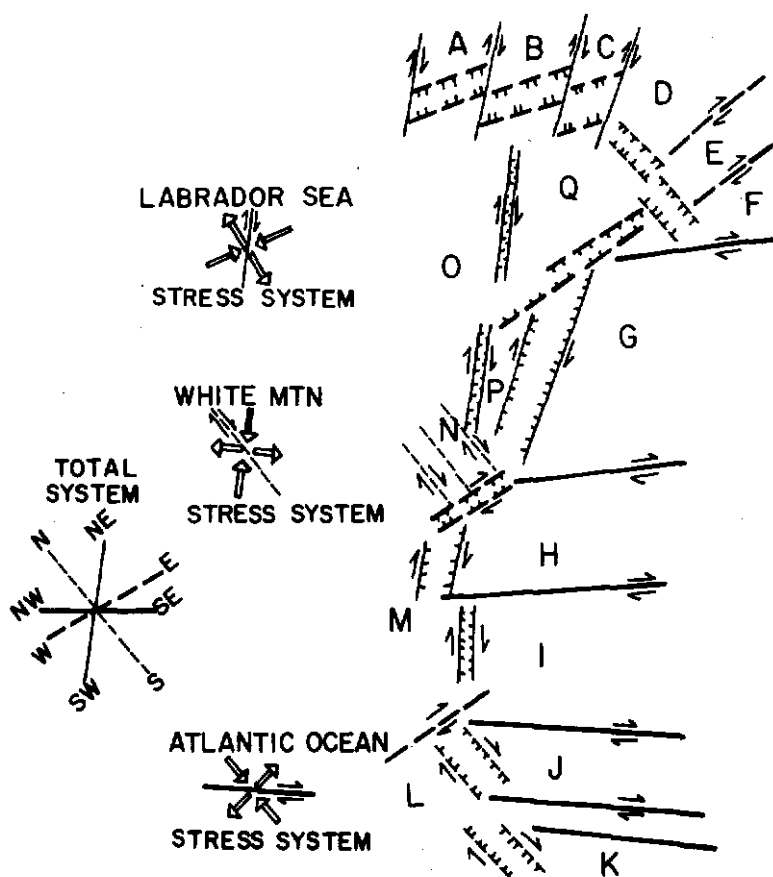 A B C
D
E
F
Q
LABRADOR SEA
O
STRESS SYSTEM
G
P
WHITE MTN
N
TOTAL
SYSTEM
STRESS SYSTEM
NE
N
E
H
NW
SE
W
M
I
SW
S
ATLANTIC OCEAN
J
L
STRESS SYSTEM
K